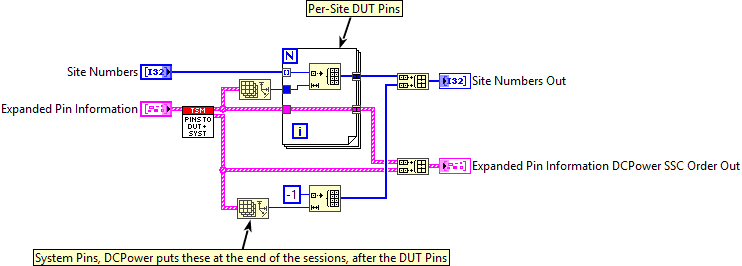 Per-Site DUT Pins
N
Site Numbers
I32
I32
Site Numbers Out
Expanded Pin Information
TSM
PINS TO
DUT +
SYST
i
Expanded Pin Information DCPower SSC Order Out
-1
System Pins, DCPower puts these at the end of the sessions, after the DUT Pins